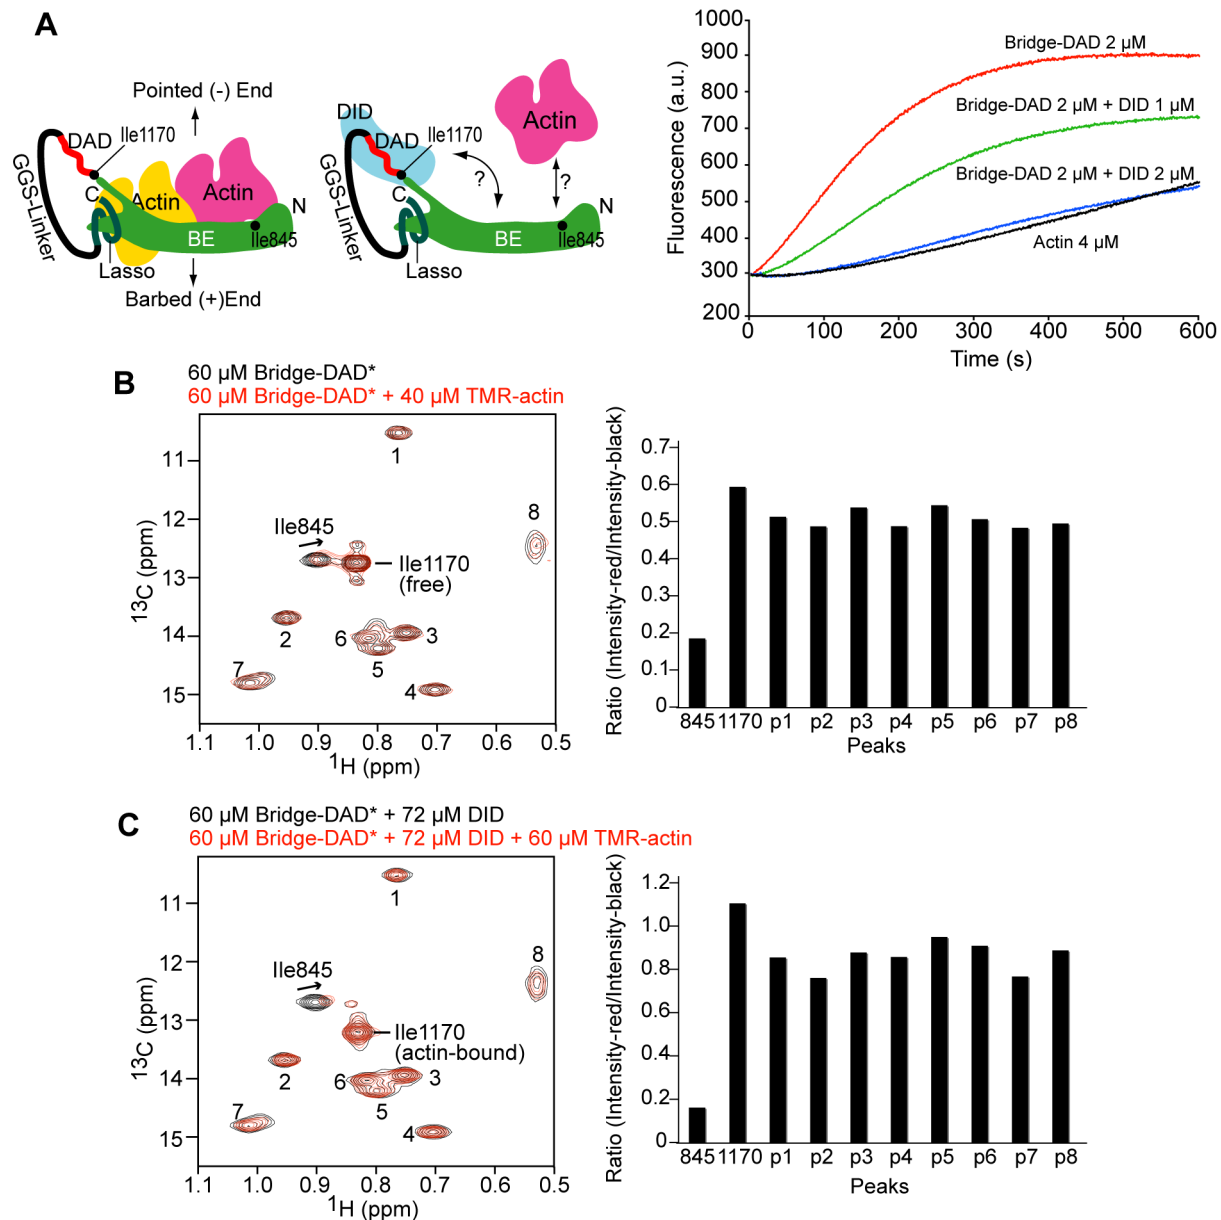 A
Pointed (-) End
DAD
Ile1170
GGS-Linker
C
Actin
Actin
N
BE
Ile845
Lasso
Barbed (+)End
DID
DAD
Ile1170
GGS-Linker
C
?
Actin
?
N
BE
Ile845
Lasso
Fluorescence (a.u.)
1000
900
800
700
600
500
400
300
200
Bridge-DAD 2 µM
Bridge-DAD 2 µM + DID 1 µM
Bridge-DAD 2 µM + DID 2 µM
Actin 4 µM
0 100 200 300 400 500 600
Time (s)
B
60 µM Bridge-DAD*
60 µM Bridge-DAD* + 40 µM TMR-actin
13C (ppm)
11
12
13
14
15
1
8
Ile845
Ile1170
(free)
2
6
3
5
7
4
1.1 1.0 0.9 0.8 0.7 0.6 0.5
1H (ppm)
Ratio (Intensity-red/Intensity-black)
0.7
0.6
0.5
0.4
0.3
0.2
0.1
0
845 1170 p1 p2 p3 p4 p5 p6 p7 p8
Peaks
C
60 µM Bridge-DAD* + 72 µM DID
60 µM Bridge-DAD* + 72 µM DID + 60 µM TMR-actin
13C (ppm)
11
12
13
14
15
1
8
Ile845
Ile1170
(actin-bound)
2
6
3
5
7
4
1.1 1.0 0.9 0.8 0.7 0.6 0.5
1H (ppm)
Ratio (Intensity-red/Intensity-black)
1.2
1.0
0.8
0.6
0.4
0.2
0
845 1170 p1 p2 p3 p4 p5 p6 p7 p8
Peaks